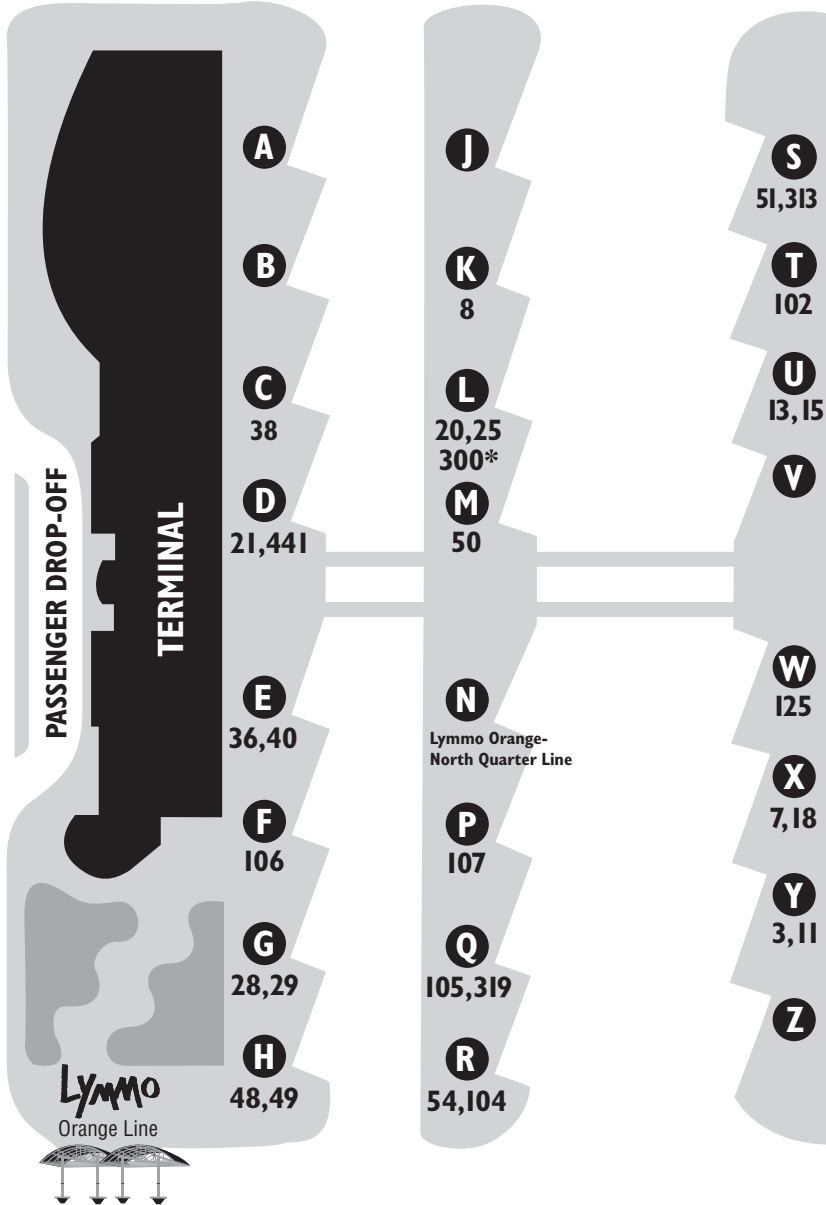 A
B
C
38
D
21,441
E
36,40
F
106
G
28,29
H
48,49
PASSENGER DROP-OFF
TERMINAL
LYMMO
Orange Line
J
K
8
L
20,25
300*
M
50
N
Lymmo Orange-
North Quarter Line
P
107
Q
105,319
R
54,104
S
51,313
T
102
U
13,15
V
W
125
X
7,18
Y
3,11
Z